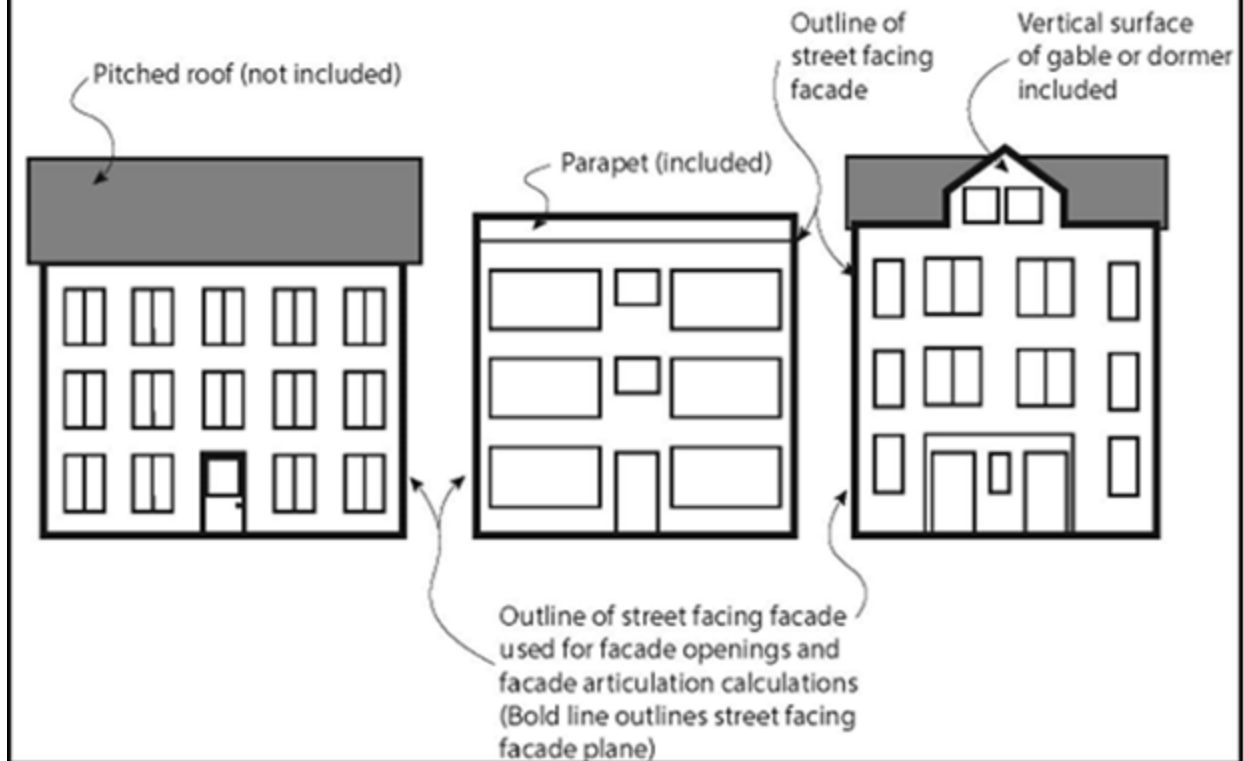 Outline of
street facing
facade
Vertical surface
of gable or dormer
included
Pitched roof (not included)
Parapet (included)
Outline of street facing facade
used for facade openings and
facade articulation calculations
(Bold line outlines street facing
facade plane)